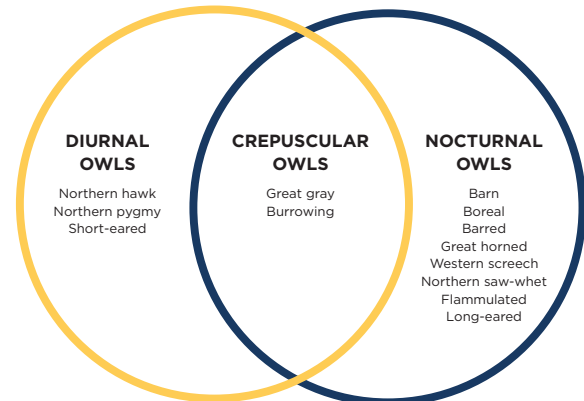 DIURNAL
OWLS
Northern hawk
Northern pygmy
Short-eared
CREPUSCULAR
OWLS
Great gray
Burrowing
NOCTURNAL
OWLS
Barn
Boreal
Barred
Great horned
Western screech
Northern saw-whet
Flammulated
Long-eared